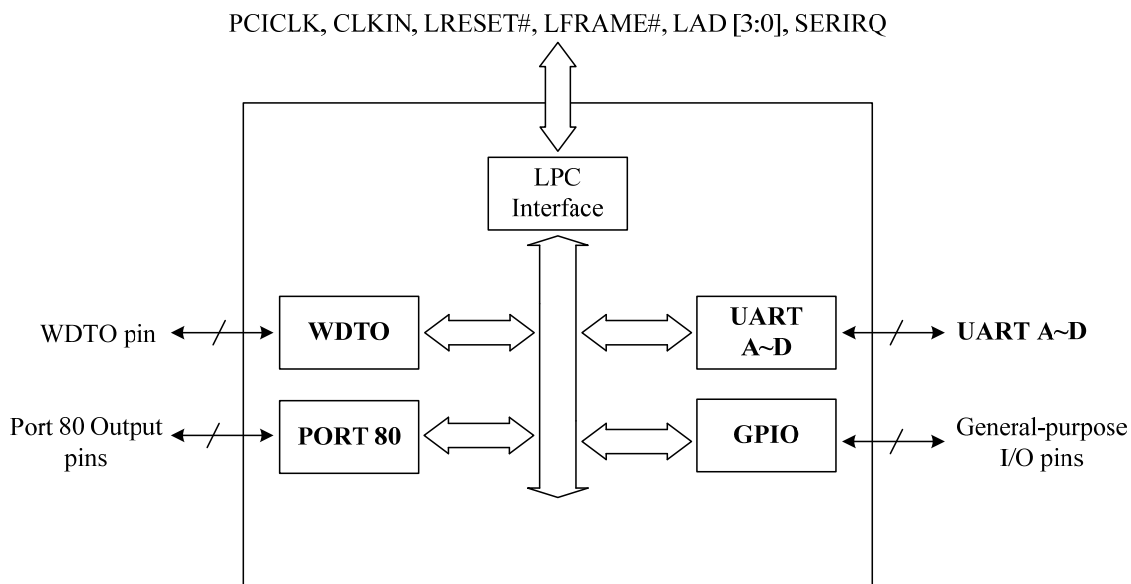 PCICLK, CLKIN, LRESET#, LFRAME#, LAD [3:0], SERIRQ
LPC
Interface
WDTO pin
WDTO
UART
A~D
UART A~D
Port 80 Output
pins
PORT 80
GPIO
General-purpose
I/O pins